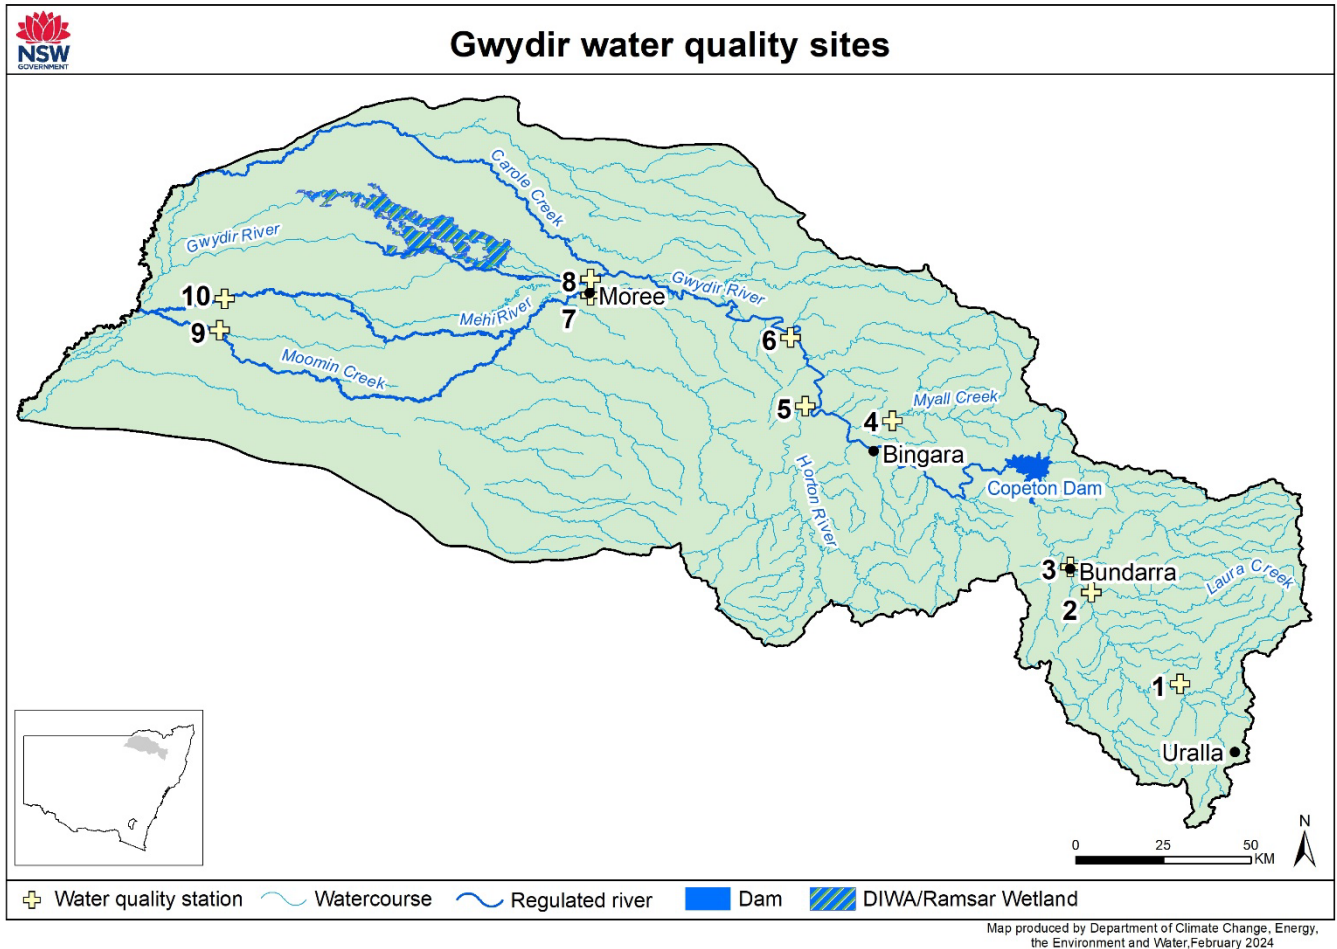 NSW
GOVERNMENT
Gwydir water quality sites
Carole Creek
Gwydir River
Gwydir River
8
Moree
7
10
9
Mehi River
Moomin Creek
6
5
4
Myall Creek
Bingara
Horton River
Copeton Dam
3
Bundarra
2
Laura Creek
1
Uralla
N
0 25 50
KM
Water quality station
Watercourse
Regulated river
Dam
DIWA/Ramsar Wetland
Map produced by Department of Climate Change, Energy,
the Environment and Water,February 2024